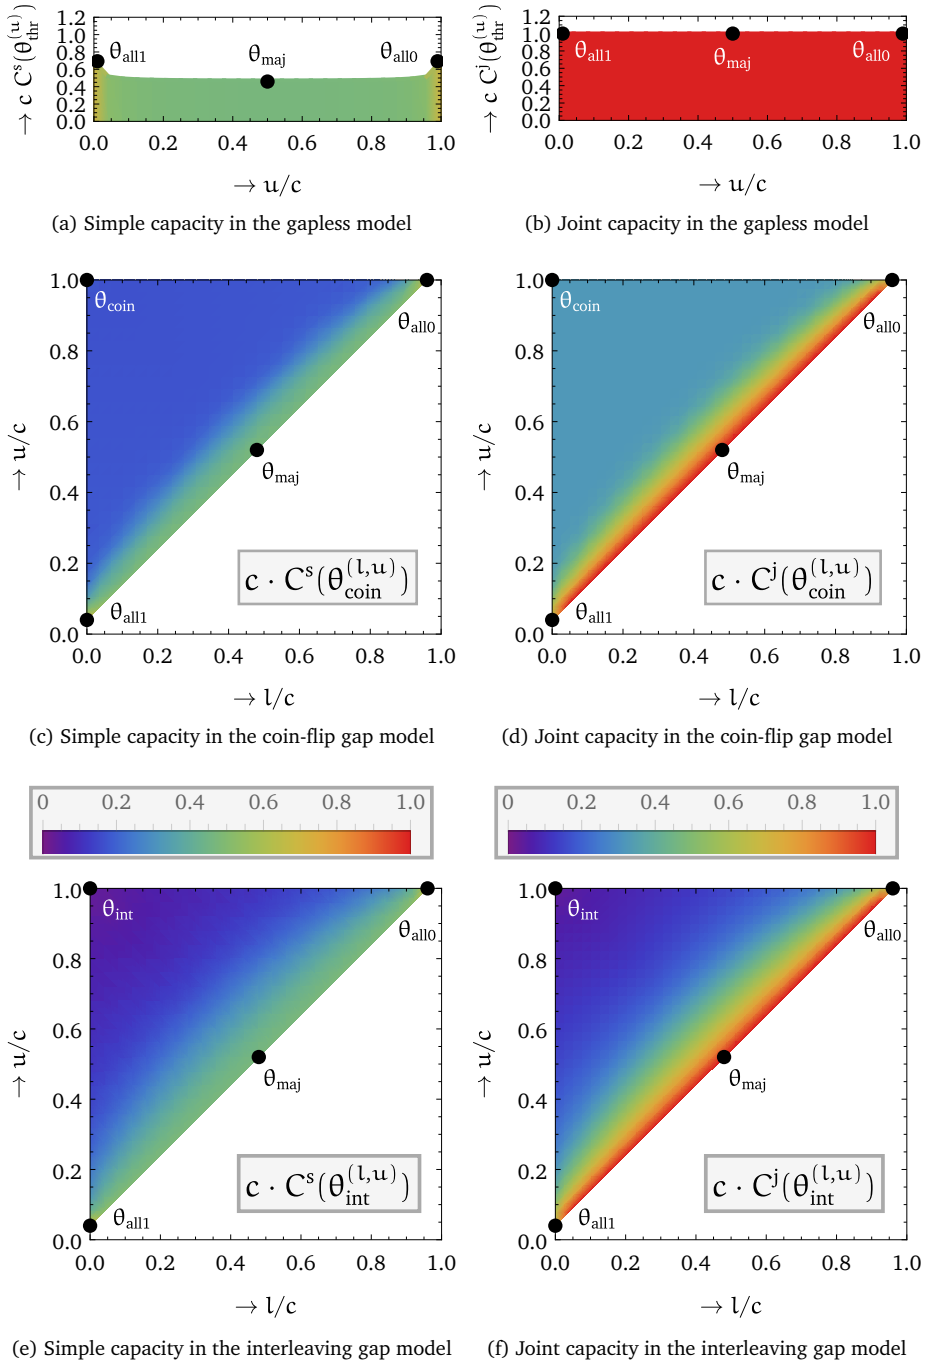 → c Cˢ(θ_thr^(u))
1.2
1.0
0.8
0.6
0.4
0.2
0.0
θ_all1
θ_maj
θ_all0
0.0 0.2 0.4 0.6 0.8 1.0
→ u/c
(a) Simple capacity in the gapless model
→ c Cʲ(θ_thr^(u))
1.2
1.0
0.8
0.6
0.4
0.2
0.0
θ_all1
θ_maj
θ_all0
0.0 0.2 0.4 0.6 0.8 1.0
→ u/c
(b) Joint capacity in the gapless model
→ u/c
1.0
0.8
0.6
0.4
0.2
0.0
θ_coin
θ_all0
θ_maj
c · Cˢ(θ_coin^(l,u))
θ_all1
0.0 0.2 0.4 0.6 0.8 1.0
→ l/c
(c) Simple capacity in the coin-flip gap model
→ u/c
1.0
0.8
0.6
0.4
0.2
0.0
θ_coin
θ_all0
θ_maj
c · Cʲ(θ_coin^(l,u))
θ_all1
0.0 0.2 0.4 0.6 0.8 1.0
→ l/c
(d) Joint capacity in the coin-flip gap model
0 0.2 0.4 0.6 0.8 1.0
→ u/c
1.0
0.8
0.6
0.4
0.2
0.0
θ_int
θ_all0
θ_maj
c · Cˢ(θ_int^(l,u))
θ_all1
0.0 0.2 0.4 0.6 0.8 1.0
→ l/c
(e) Simple capacity in the interleaving gap model
0 0.2 0.4 0.6 0.8 1.0
→ u/c
1.0
0.8
0.6
0.4
0.2
0.0
θ_int
θ_all0
θ_maj
c · Cʲ(θ_int^(l,u))
θ_all1
0.0 0.2 0.4 0.6 0.8 1.0
→ l/c
(f) Joint capacity in the interleaving gap model